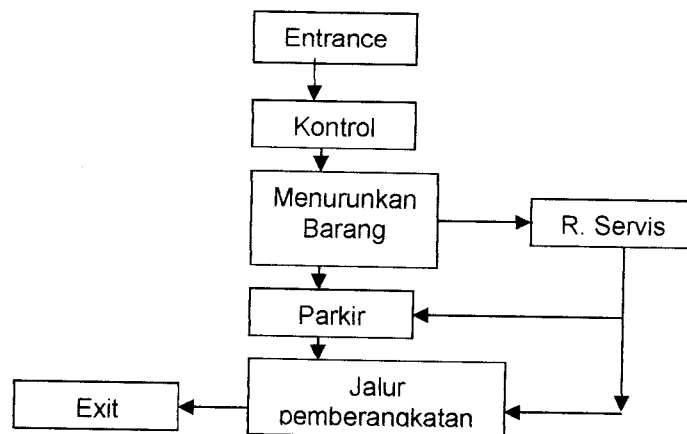 Entrance
Kontrol
Menurunkan
Barang
R. Servis
Parkir
Jalur
pemberangkatan
Exit